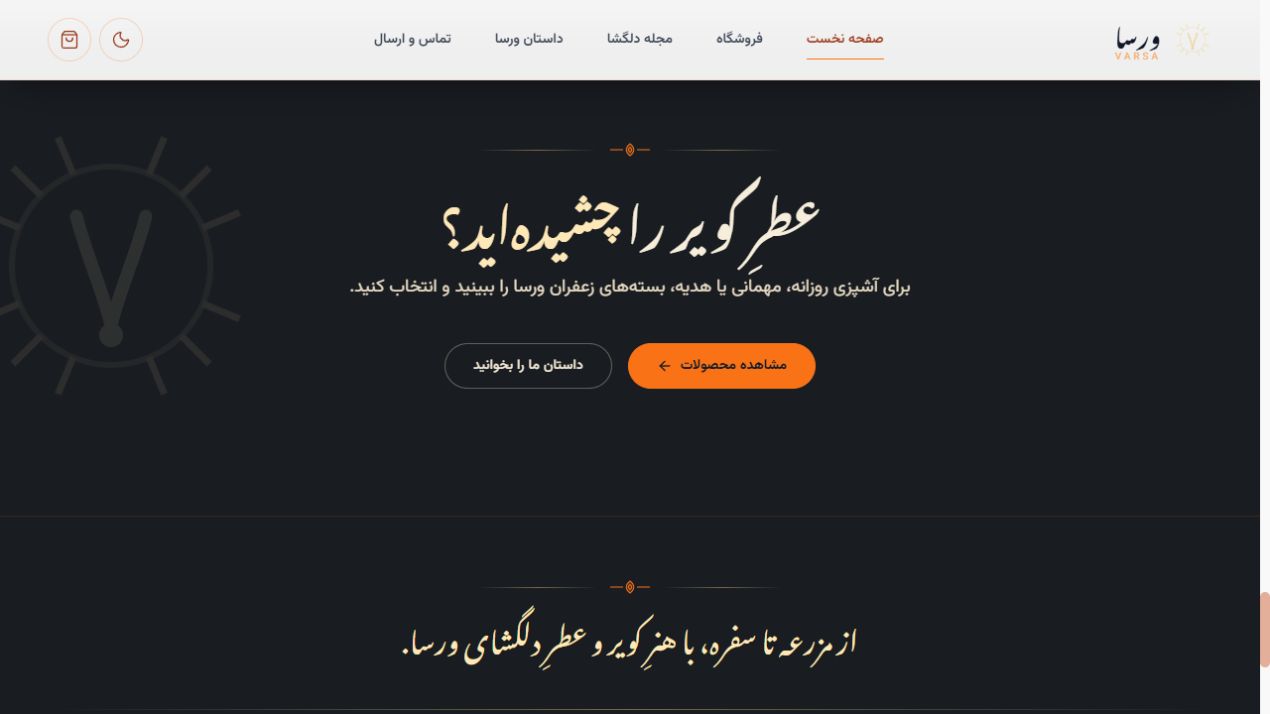 ورسا
VARSA
صفحه نخست
فروشگاه
مجله دلگشا
داستان ورسا
تماس و ارسال
عطرِ کویر را چشیده‌اید؟
برای آشپزی روزانه، مهمانی یا هدیه، بسته‌های زعفران ورسا را ببینید و انتخاب کنید.
مشاهده محصولات
داستان ما را بخوانید
از مزرعه تا سفره، با هنرِ کویر و عطرِ دلگشای ورسا.